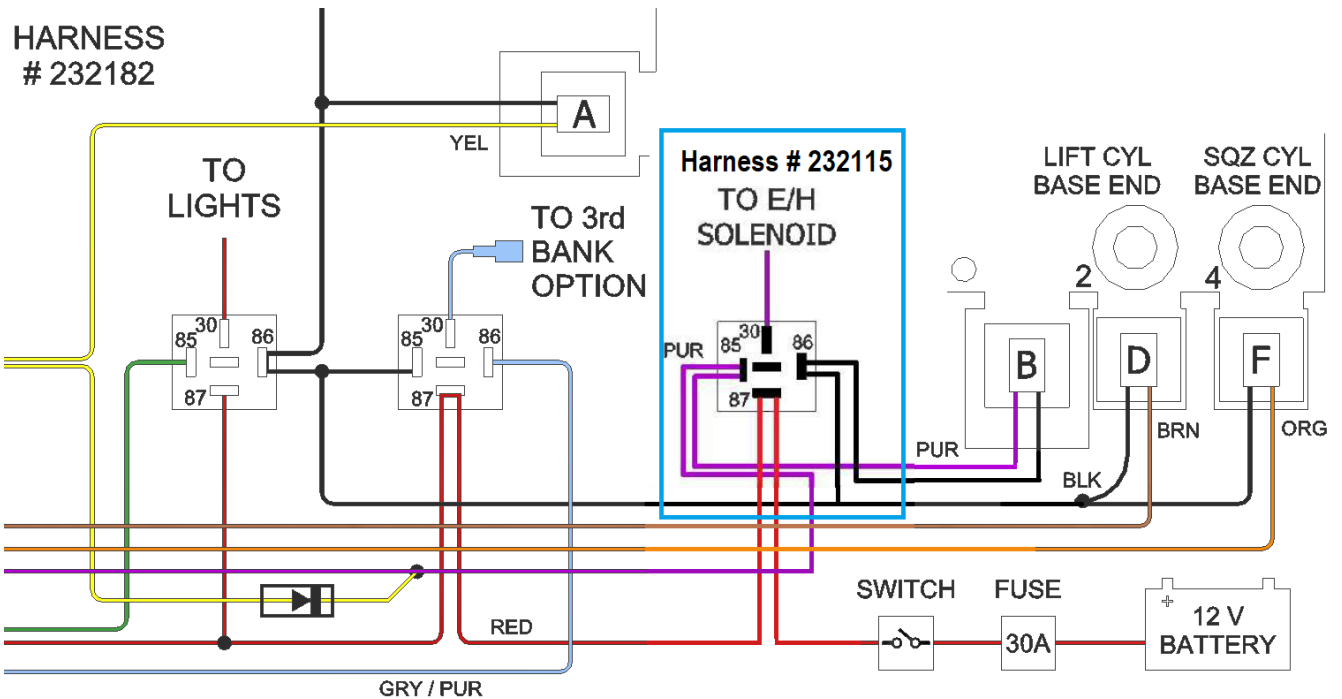 HARNESS
# 232182
A
YEL
TO
LIGHTS
TO 3rd
BANK
OPTION
Harness # 232115
TO E/H
SOLENOID
LIFT CYL
BASE END
SQZ CYL
BASE END
2
4
85
30
86
87
85
30
86
87
PUR
85
30
86
87
B
D
F
BRN
ORG
PUR
BLK
RED
GRY / PUR
SWITCH
FUSE
30A
+
12 V
BATTERY